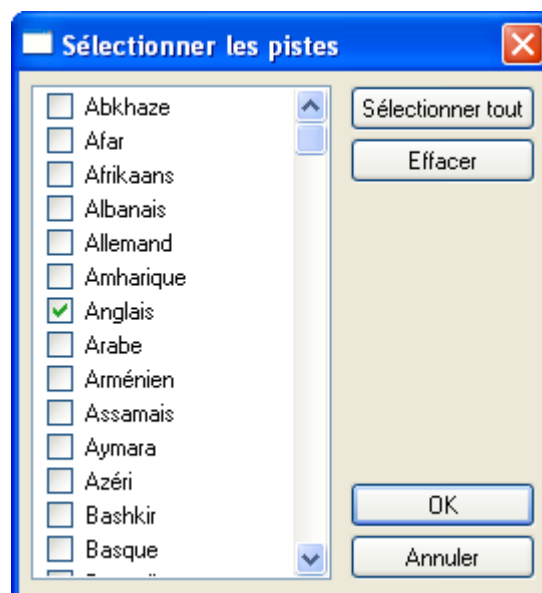 Sélectionner les pistes
Abkhaze
Afar
Afrikaans
Albanais
Allemand
Amharique
Anglais
Arabe
Arménien
Assamais
Aymara
Azéri
Bashkir
Basque
Sélectionner tout
Effacer
OK
Annuler